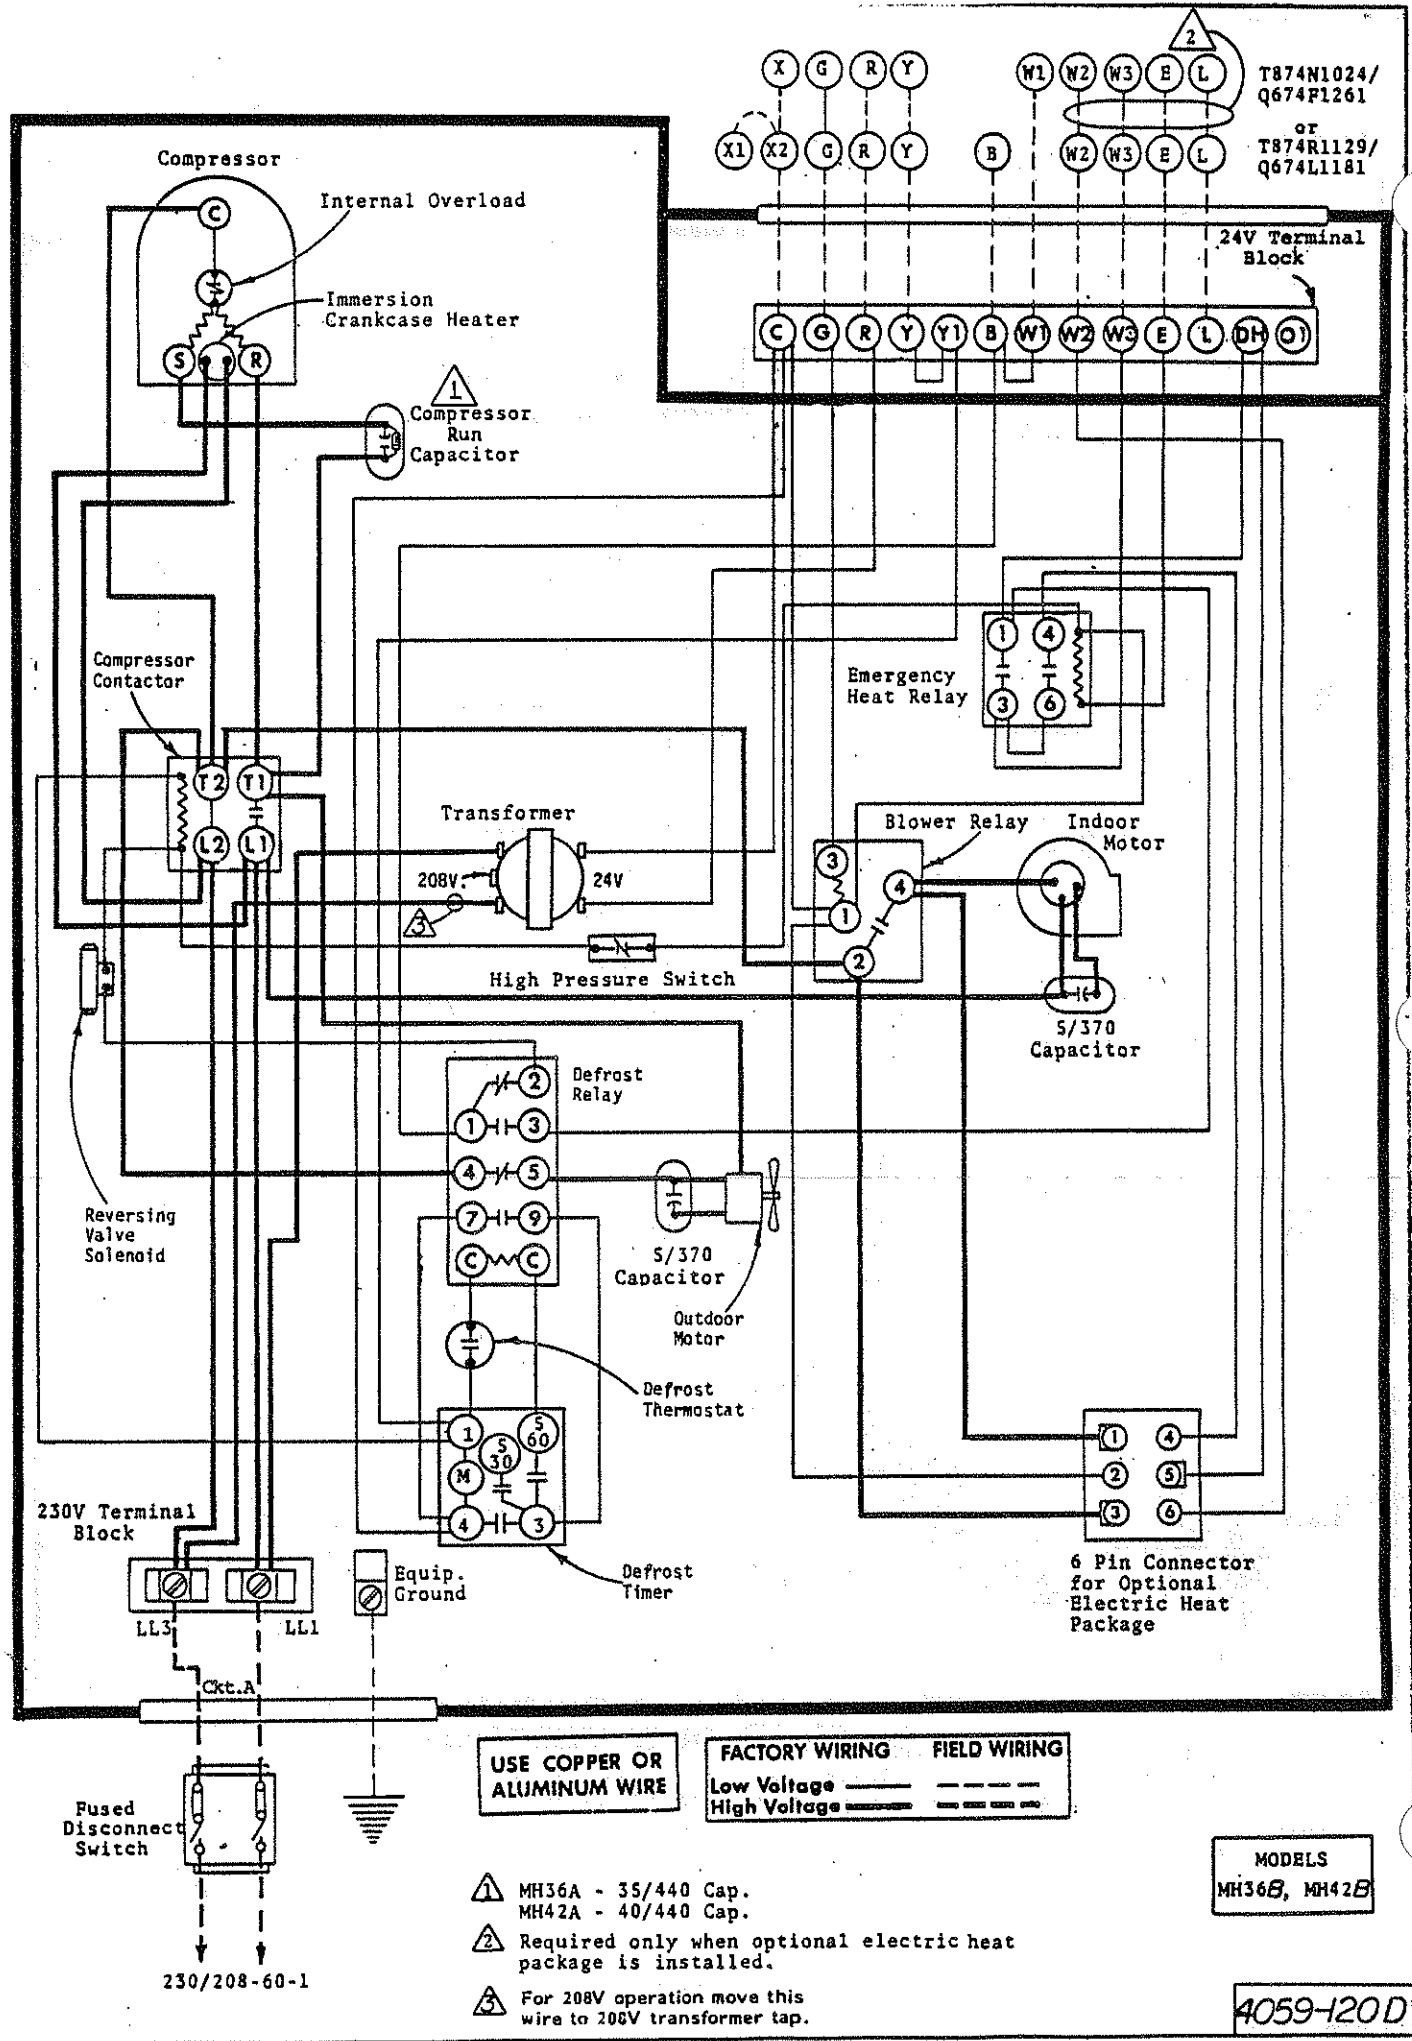 2
X G R Y W1 W2 W3 E L
T874N1024/
Q674F1261
or
T874R1129/
Q674L1181
X1 X2 G R Y B W2 W3 E L
24V Terminal
Block
C G R Y Y1 B W1 W2 W3 E L DH O1
Compressor
C
Internal Overload
Immersion
Crankcase Heater
S R
1
Compressor
Run
Capacitor
Emergency
Heat Relay
1 4
3 6
Compressor
Contactor
T2 T1
L2 L1
Transformer
208V.
24V
3
Blower Relay
3
4
1
2
Indoor
Motor
High Pressure Switch
5/370
Capacitor
Defrost
Relay
2
1 3
4 5
7 9
C C
Reversing
Valve
Solenoid
5/370
Capacitor
Outdoor
Motor
Defrost
Thermostat
1
S
30
S
60
M
4 3
Defrost
Timer
230V Terminal
Block
LL3 LL1
Equip.
Ground
1 4
2 5
3 6
6 Pin Connector
for Optional
Electric Heat
Package
Ckt.A
Fused
Disconnect
Switch
230/208-60-1
USE COPPER OR
ALUMINUM WIRE
FACTORY WIRING FIELD WIRING
Low Voltage
High Voltage
1 MH36A - 35/440 Cap.
MH42A - 40/440 Cap.
2 Required only when optional electric heat
package is installed.
3 For 208V operation move this
wire to 208V transformer tap.
MODELS
MH36B, MH42B
4059-120D